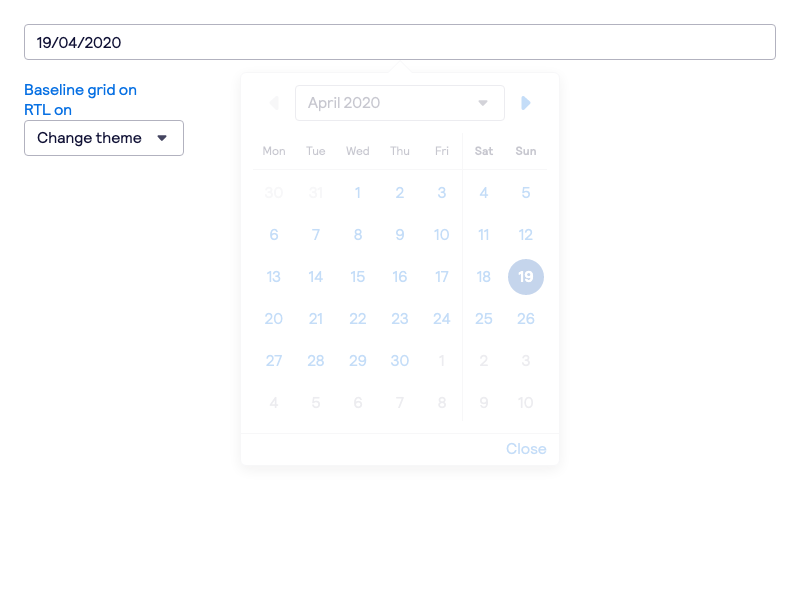 19/04/2020
Baseline grid on
RTL on
Change theme
April 2020
Mon Tue Wed Thu Fri Sat Sun
30 31 1 2 3 4 5
6 7 8 9 10 11 12
13 14 15 16 17 18 19
20 21 22 23 24 25 26
27 28 29 30 1 2 3
4 5 6 7 8 9 10
Close